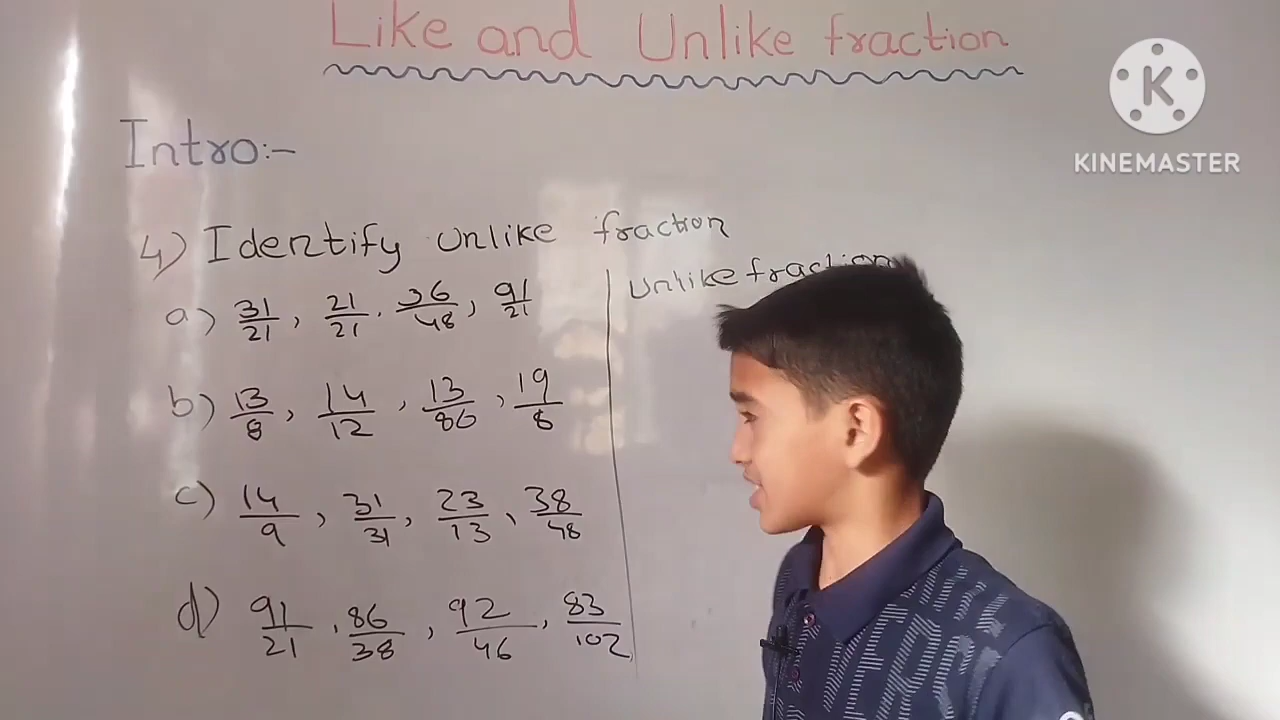 Like and Unlike fraction
K
KINEMASTER
Intro:-
4) Identify unlike fraction
Unlike fraction
a) 31/21, 21/21, 36/48, 91/21
b) 13/8, 14/12, 13/86, 19/8
c) 14/9, 31/31, 23/13, 38/48
d) 91/21, 86/38, 92/46, 83/102